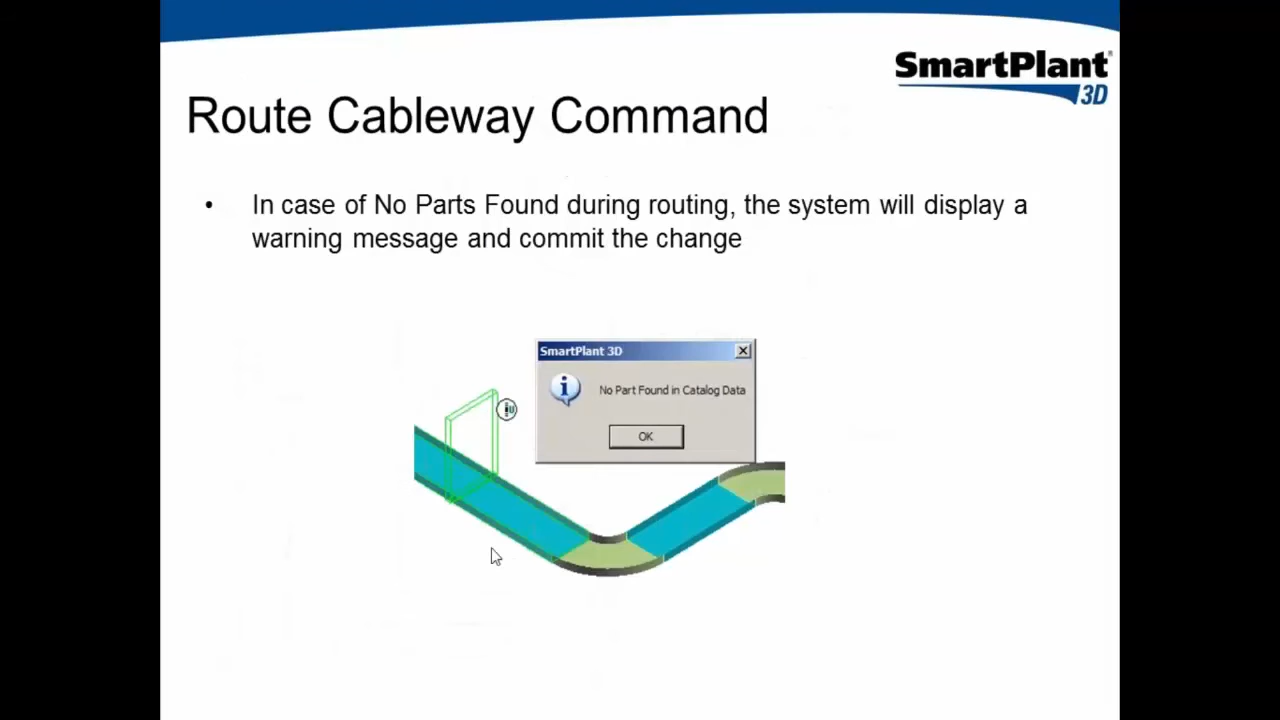 SmartPlant®
3D
Route Cableway Command
• In case of No Parts Found during routing, the system will display a
warning message and commit the change
SmartPlant 3D
No Part Found in Catalog Data
OK